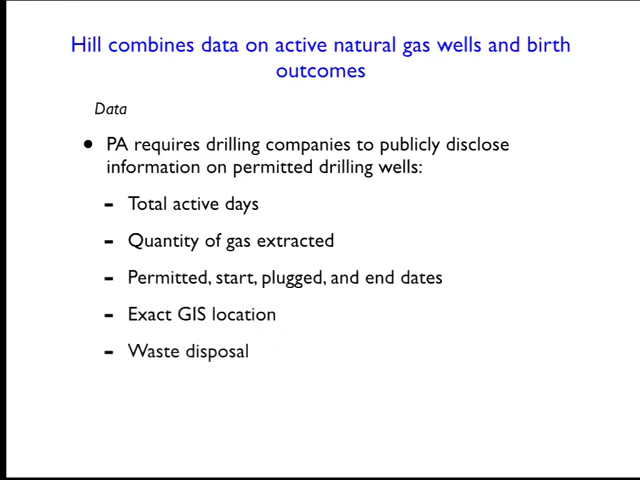 Hill combines data on active natural gas wells and birth
outcomes
Data
• PA requires drilling companies to publicly disclose
information on permitted drilling wells:
- Total active days
- Quantity of gas extracted
- Permitted, start, plugged, and end dates
- Exact GIS location
- Waste disposal